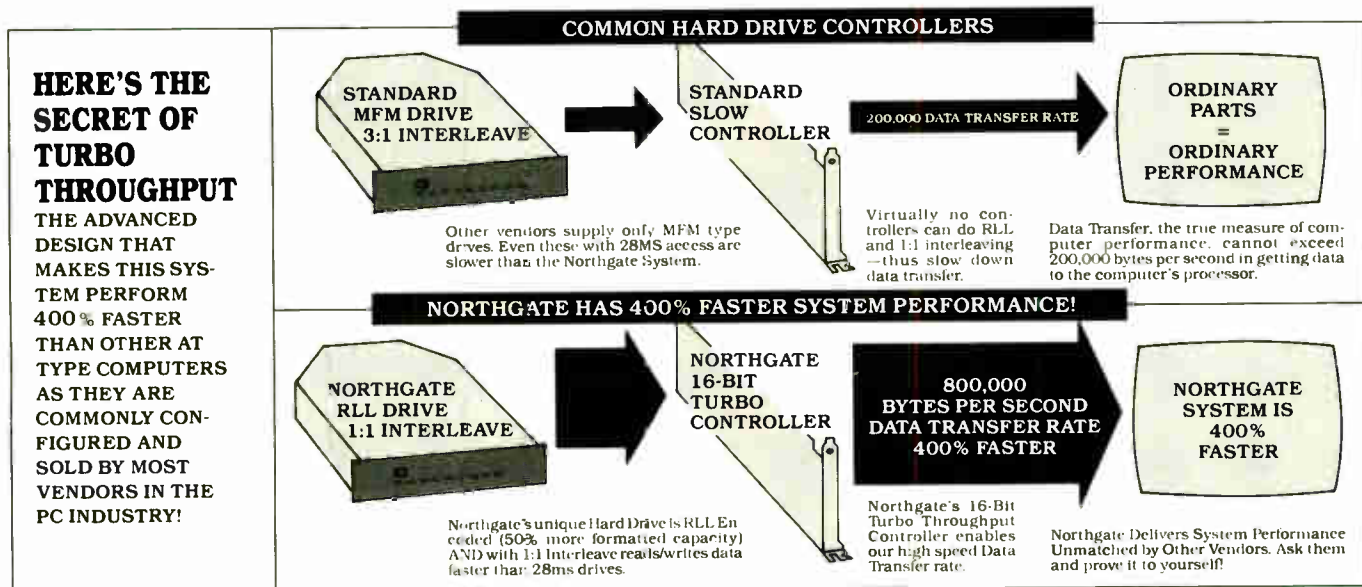 HERE'S THE
SECRET OF
TURBO
THROUGHPUT
THE ADVANCED
DESIGN THAT
MAKES THIS SYS-
TEM PERFORM
400% FASTER
THAN OTHER AT
TYPE COMPUTERS
AS THEY ARE
COMMONLY CON-
FIGURED AND
SOLD BY MOST
VENDORS IN THE
PC INDUSTRY!
COMMON HARD DRIVE CONTROLLERS
STANDARD
MFM DRIVE
3:1 INTERLEAVE
STANDARD
SLOW
CONTROLLER
200,000 DATA TRANSFER RATE
ORDINARY
PARTS
=
ORDINARY
PERFORMANCE
Other vendors supply only MFM type
drives. Even these with 28MS access are
slower than the Northgate System.
Virtually no con-
trollers can do RLL
and 1:1 interleaving
—thus slow down
data transfer.
Data Transfer, the true measure of com-
puter performance, cannot exceed
200,000 bytes per second in getting data
to the computer's processor.
NORTHGATE HAS 400% FASTER SYSTEM PERFORMANCE!
NORTHGATE
RLL DRIVE
1:1 INTERLEAVE
NORTHGATE
16-BIT
TURBO
CONTROLLER
800,000
BYTES PER SECOND
DATA TRANSFER RATE
400% FASTER
NORTHGATE
SYSTEM IS
400%
FASTER
Northgate's unique Hard Drive is RLL En
coded (50% more formatted capacity)
AND with 1:1 Interleave reads/writes data
faster than 28ms drives.
Northgate's 16-Bit
Turbo Throughput
Controller enables
our high speed Data
Transfer rate.
Northgate Delivers System Performance
Unmatched by Other Vendors. Ask them
and prove it to yourself!